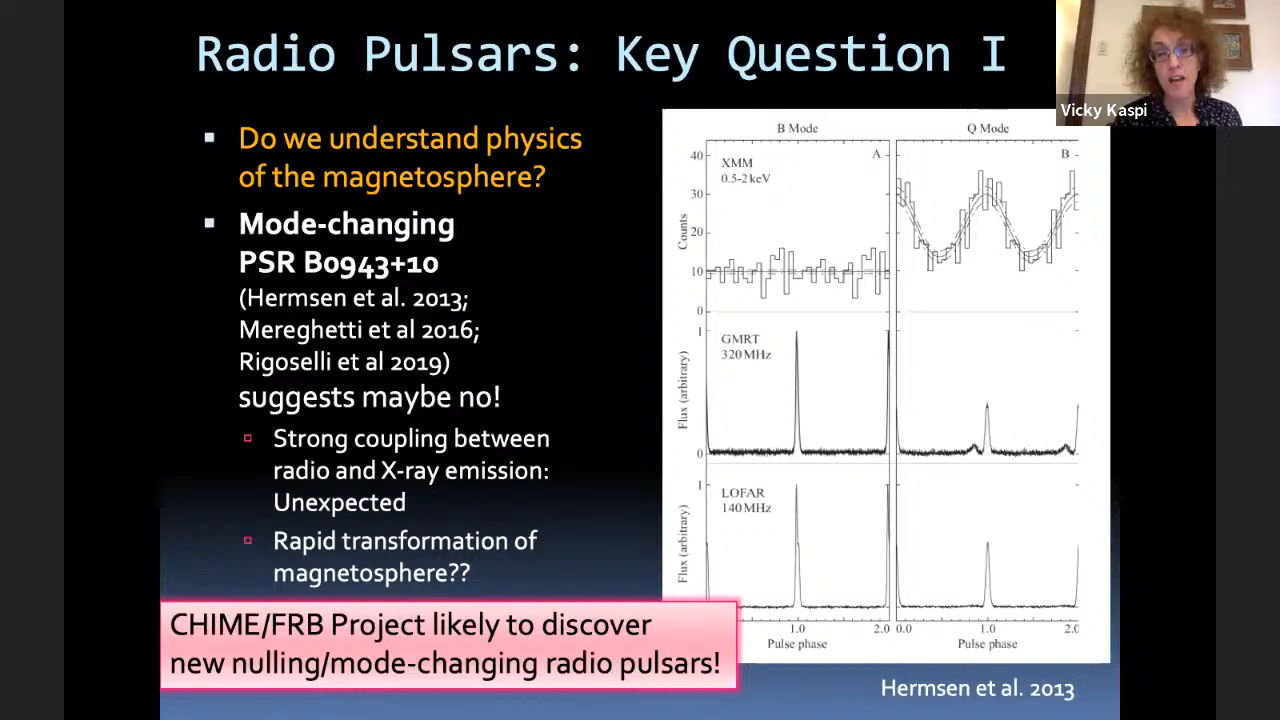 Radio Pulsars: Key Question I
Vicky Kaspi
▪ Do we understand physics
of the magnetosphere?
▪ Mode-changing
PSR B0943+10
(Hermsen et al. 2013;
Mereghetti et al 2016;
Rigoselli et al 2019)
suggests maybe no!
▫ Strong coupling between
radio and X-ray emission:
Unexpected
▫ Rapid transformation of
magnetosphere??
CHIME/FRB Project likely to discover
new nulling/mode-changing radio pulsars!
B Mode
Q Mode
XMM
0.5-2 keV
A
B
40
30
20
10
0
Counts
GMRT
320 MHz
1
0
Flux (arbitrary)
LOFAR
140 MHz
1
Flux (arbitrary)
1.0
2.0
0.0
1.0
Pulse phase
Pulse phase
Hermsen et al. 2013